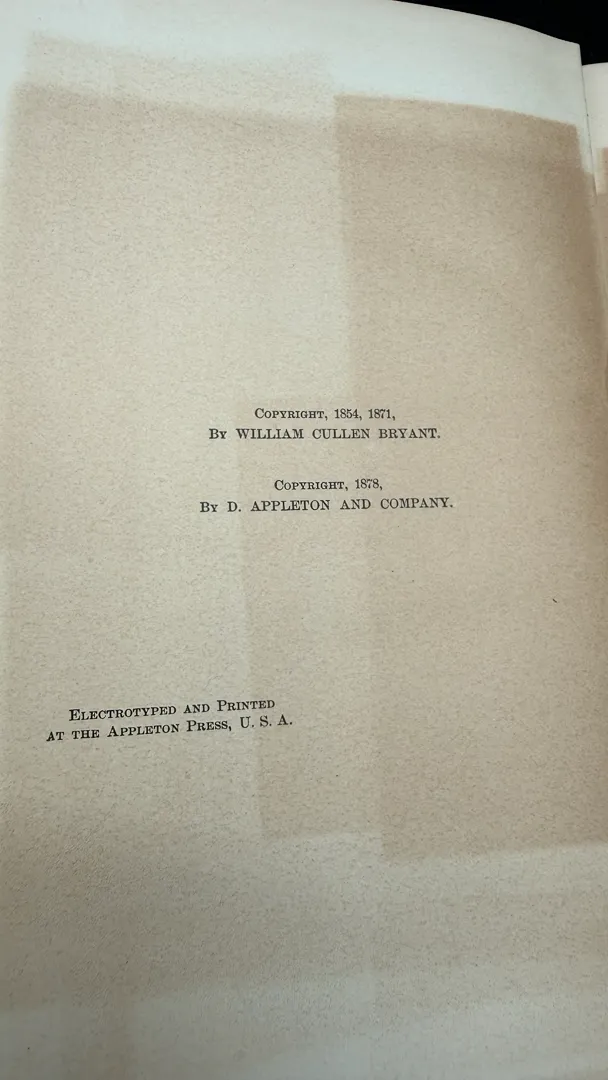 Copyright, 1854, 1871,
By WILLIAM CULLEN BRYANT.
Copyright, 1878,
By D. APPLETON AND COMPANY.
Electrotyped and Printed
at the Appleton Press, U. S. A.